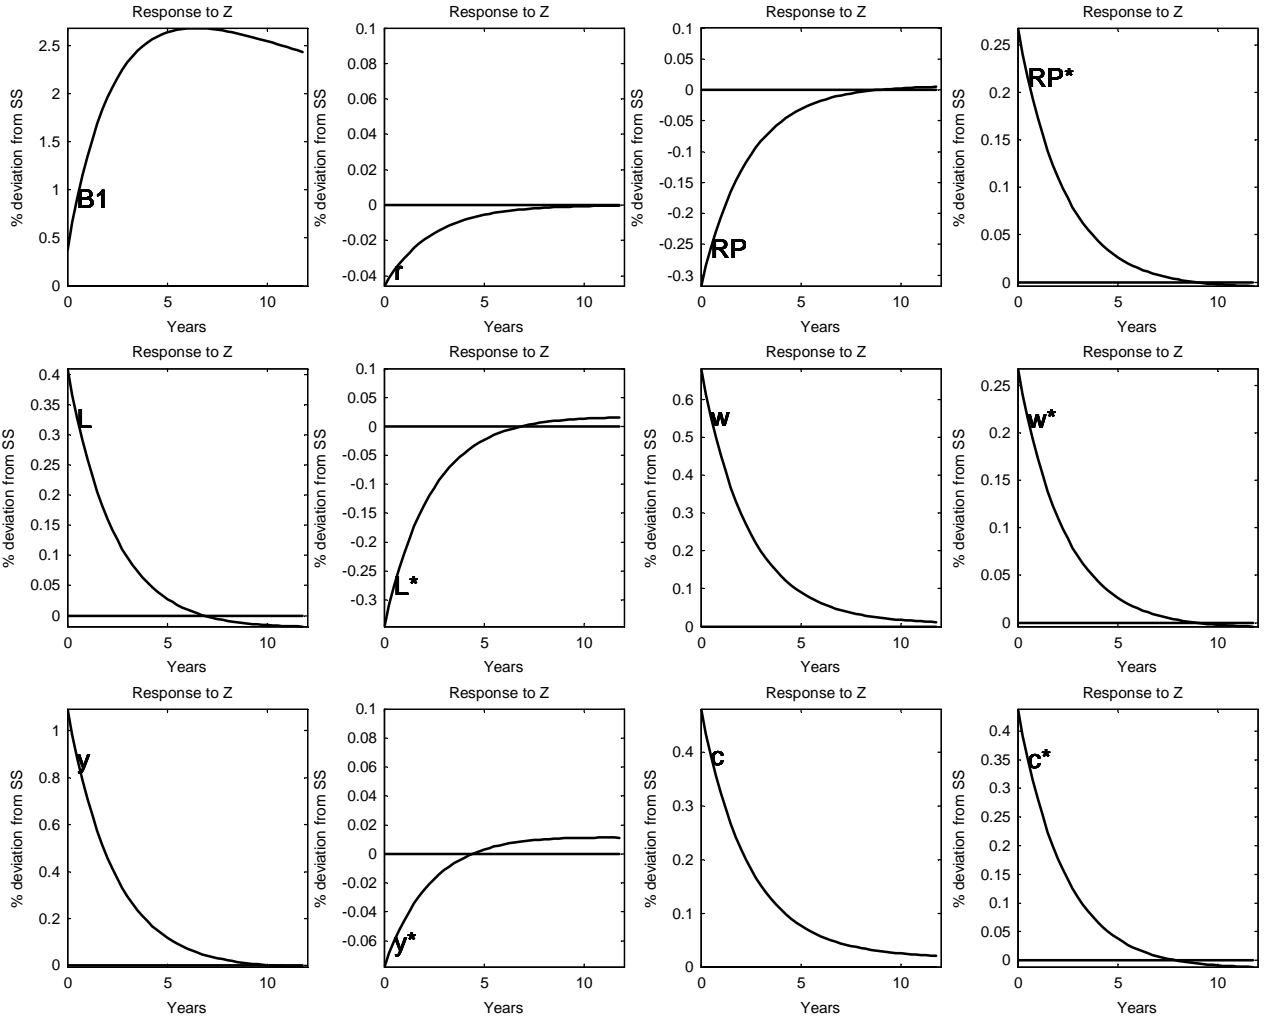 Response to Z
% deviation from SS
2.5
2
1.5
1
0.5
0
B1
0
5
10
Years
Response to Z
% deviation from SS
0.1
0.08
0.06
0.04
0.02
0
-0.02
-0.04
r
0
5
10
Years
Response to Z
% deviation from SS
0.1
0.05
0
-0.05
-0.1
-0.15
-0.2
-0.25
-0.3
RP
0
5
10
Years
Response to Z
% deviation from SS
0.25
0.2
0.15
0.1
0.05
0
RP*
0
5
10
Years
Response to Z
% deviation from SS
0.4
0.35
0.3
0.25
0.2
0.15
0.1
0.05
0
L
0
5
10
Years
Response to Z
% deviation from SS
0.1
0.05
0
-0.05
-0.1
-0.15
-0.2
-0.25
-0.3
L*
0
5
10
Years
Response to Z
% deviation from SS
0.6
0.5
0.4
0.3
0.2
0.1
0
w
0
5
10
Years
Response to Z
% deviation from SS
0.25
0.2
0.15
0.1
0.05
0
w*
0
5
10
Years
Response to Z
% deviation from SS
1
0.8
0.6
0.4
0.2
0
y
0
5
10
Years
Response to Z
% deviation from SS
0.1
0.08
0.06
0.04
0.02
0
-0.02
-0.04
-0.06
y*
0
5
10
Years
Response to Z
% deviation from SS
0.4
0.3
0.2
0.1
0
c
0
5
10
Years
Response to Z
% deviation from SS
0.4
0.35
0.3
0.25
0.2
0.15
0.1
0.05
0
c*
0
5
10
Years